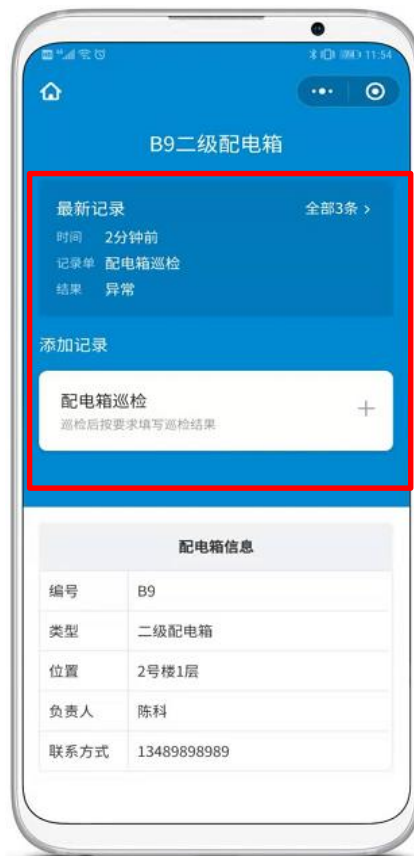 11:54
B9二级配电箱
最新记录 全部3条 >
时间 2分钟前
记录单 配电箱巡检
结果 异常
添加记录
配电箱巡检 +
巡检后按要求填写巡检结果
配电箱信息
编号 B9
类型 二级配电箱
位置 2号楼1层
负责人 陈科
联系方式 13489898989